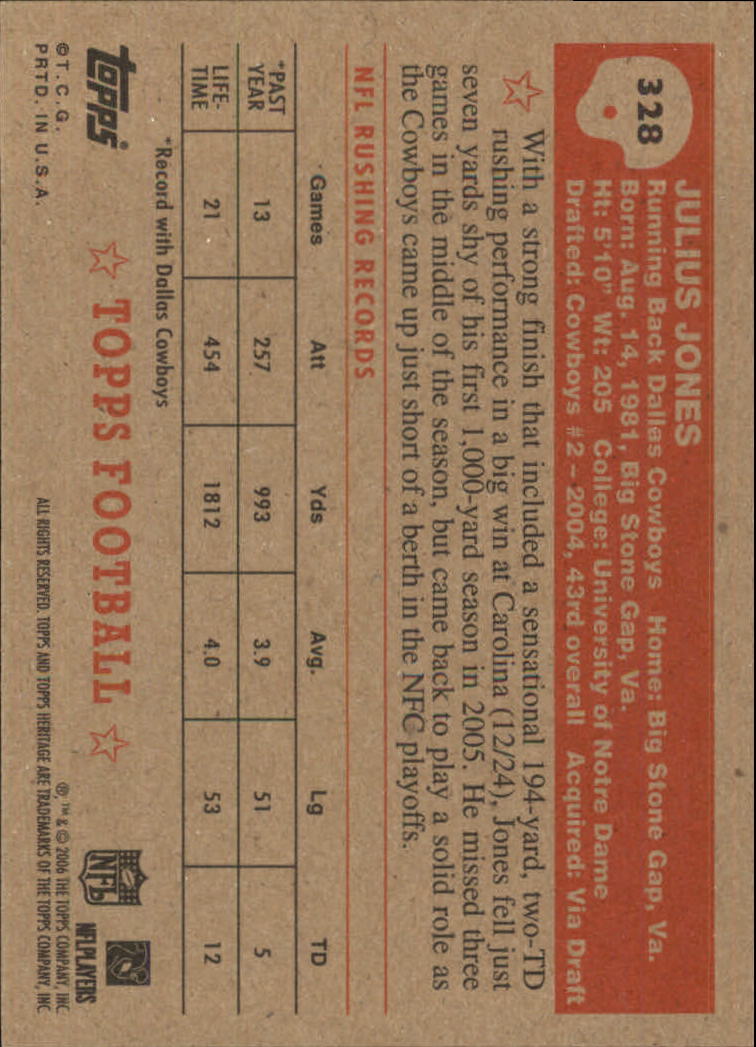 328
JULIUS JONES
Running Back Dallas Cowboys Home: Big Stone Gap, Va.
Born: Aug. 14, 1981, Big Stone Gap, Va.
Ht: 5'10" Wt: 205 College: University of Notre Dame
Drafted: Cowboys #2 - 2004, 43rd overall Acquired: Via Draft
With a strong finish that included a sensational 194-yard, two-TD
rushing performance in a big win at Carolina (12/24), Jones fell just
seven yards shy of his first 1,000-yard season in 2005. He missed three
games in the middle of the season, but came back to play a solid role as
the Cowboys came up just short of a berth in the NFC playoffs.
NFL RUSHING RECORDS
Games Att Yds Avg. Lg TD
*PAST
YEAR 13 257 993 3.9 51 5
LIFE-
TIME 21 454 1812 4.0 53 12
*Record with Dallas Cowboys
topps®
TOPPS FOOTBALL
NFL
NFLPLAYERS
© T. C. G.
PRTD. IN U.S.A.
®, ™ & © 2006 THE TOPPS COMPANY, INC
ALL RIGHTS RESERVED. TOPPS AND TOPPS HERITAGE ARE TRADEMARKS OF THE TOPPS COMPANY, INC